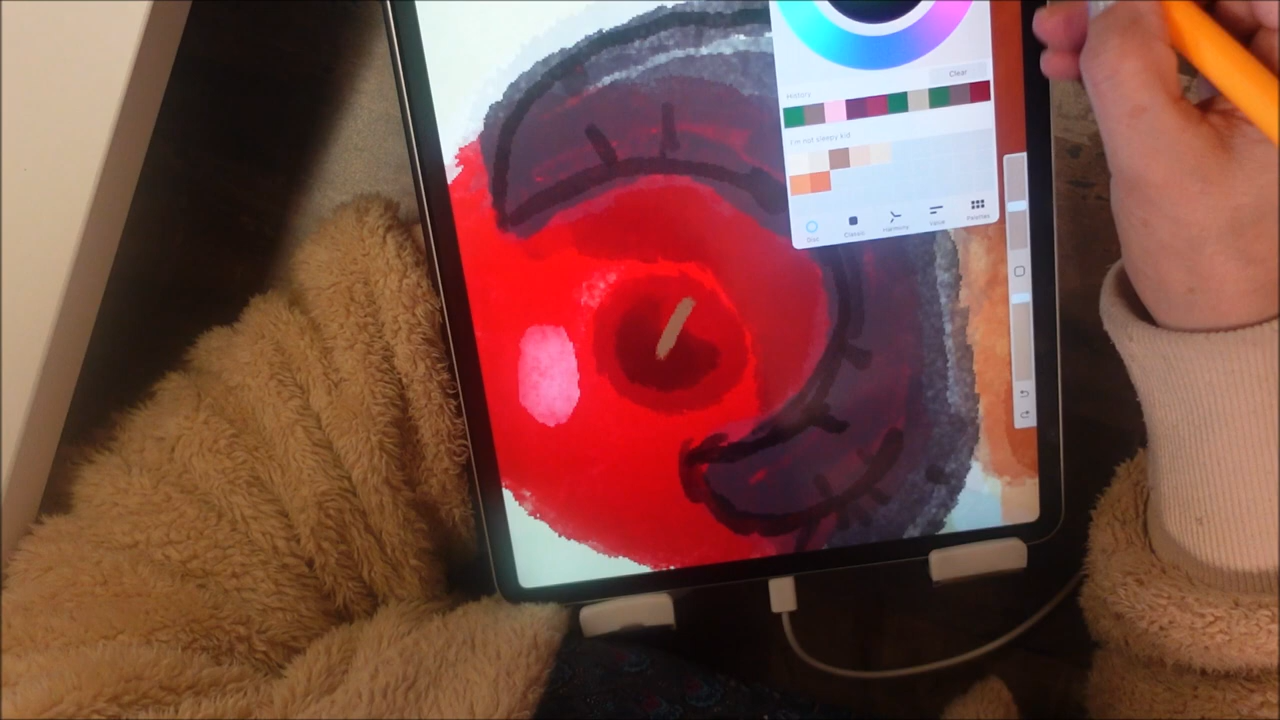 Clear
History
I'm not sleepy kid
Disc
Classic
Harmony
Value
Palettes